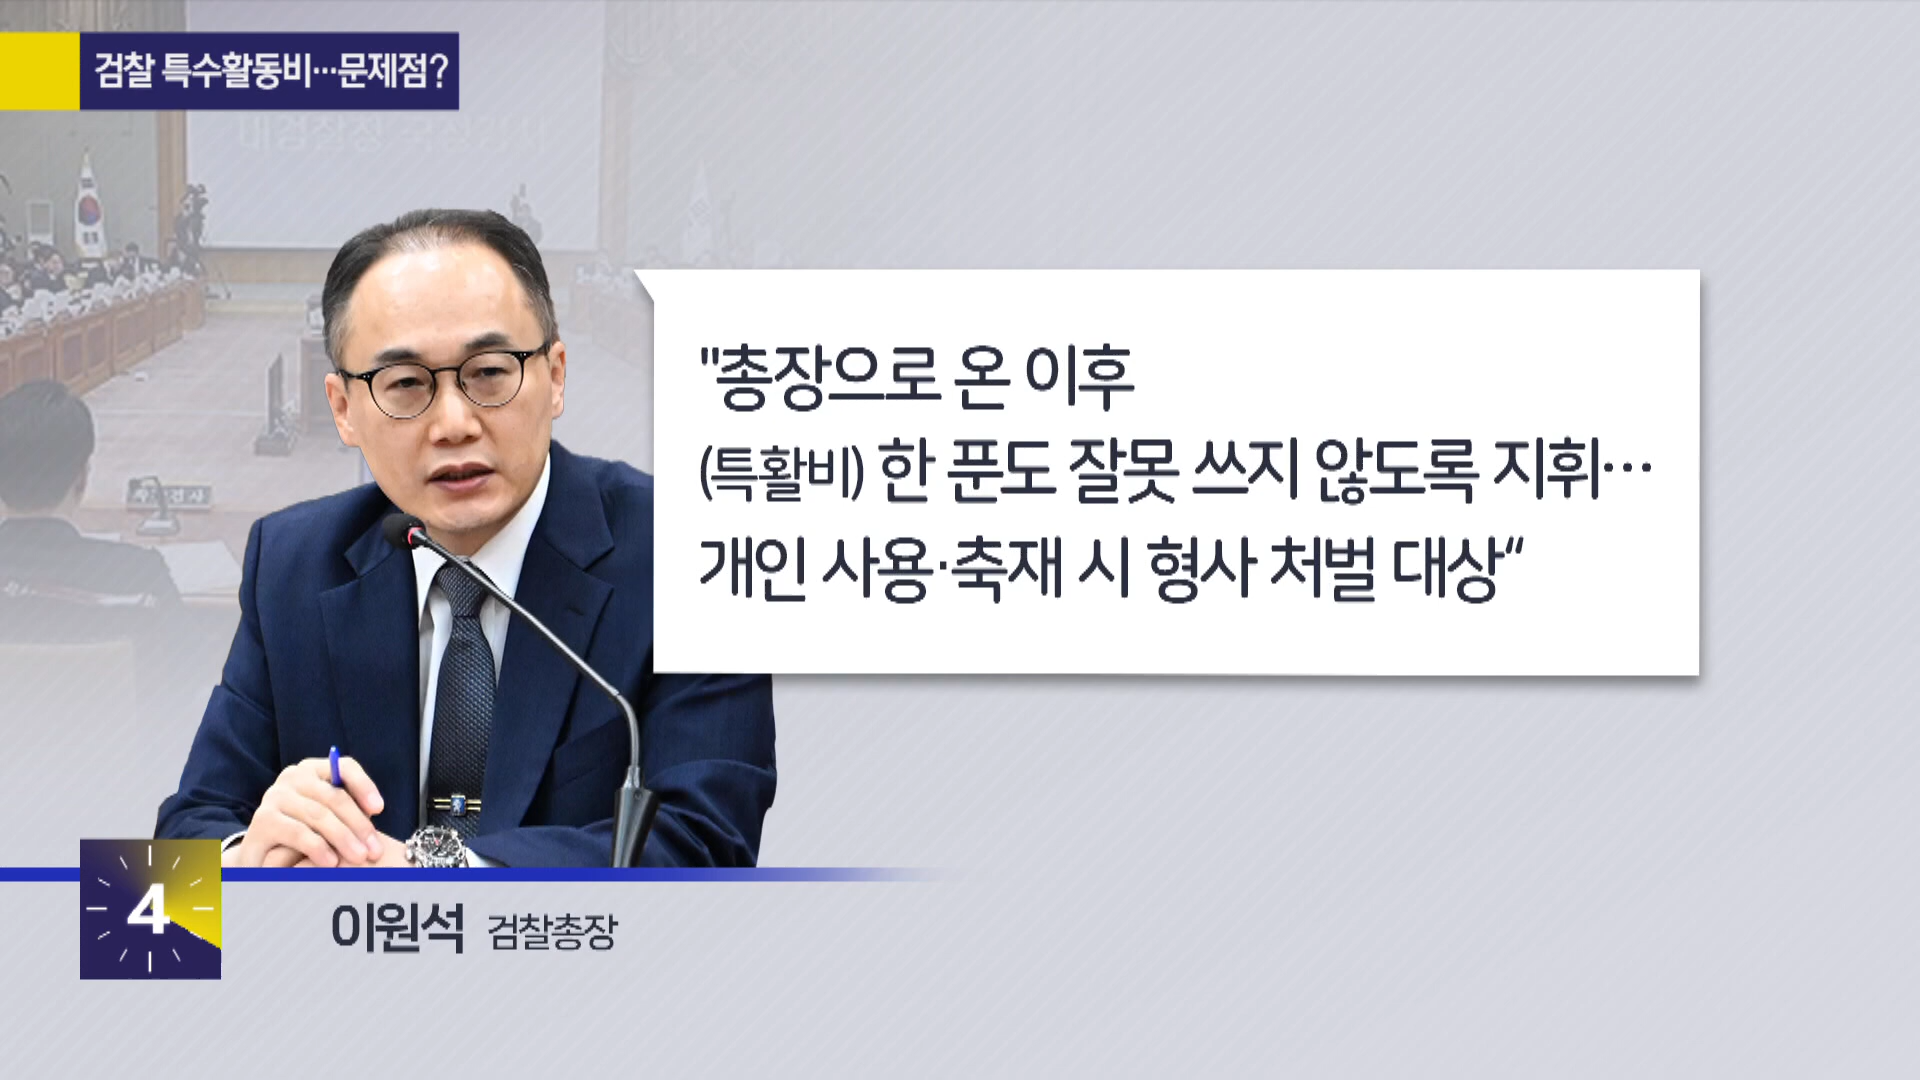 검찰 특수활동비…문제점?
"총장으로 온 이후
(특활비) 한 푼도 잘못 쓰지 않도록 지휘…
개인 사용·축재 시 형사 처벌 대상“
4
이원석 검찰총장